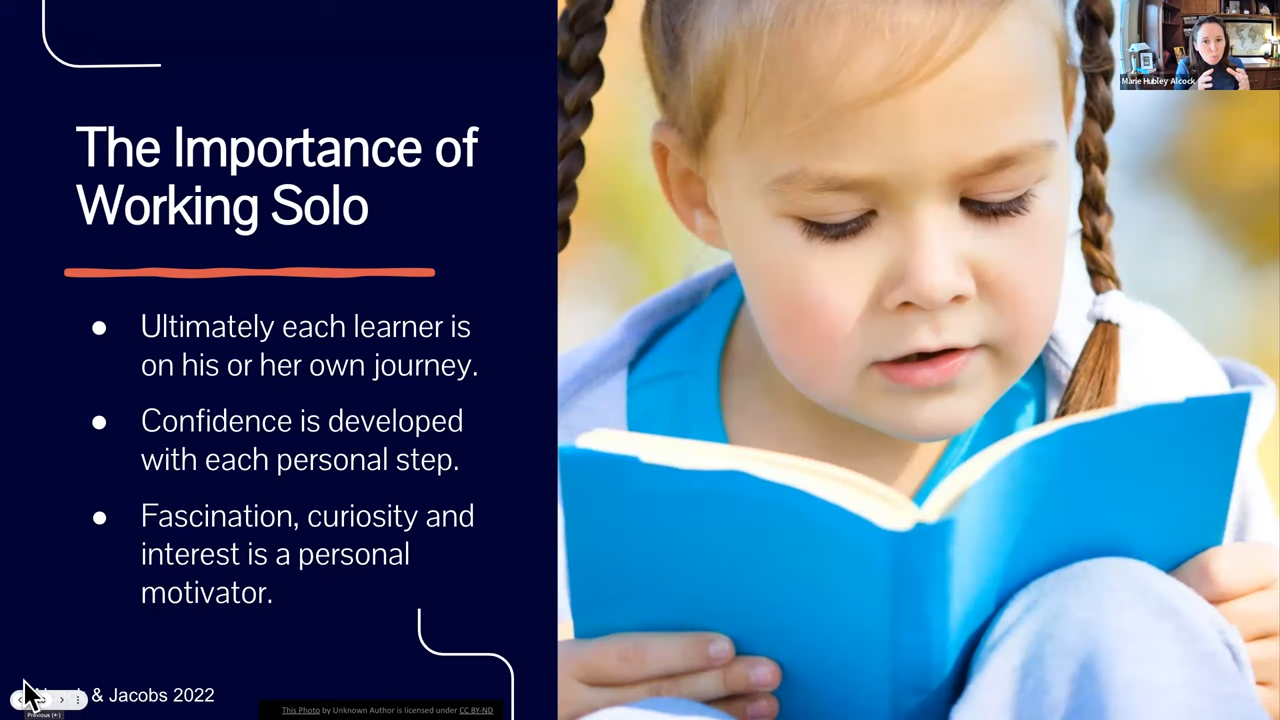 The Importance of
Working Solo
● Ultimately each learner is
on his or her own journey.
● Confidence is developed
with each personal step.
● Fascination, curiosity and
interest is a personal
motivator.
& Jacobs 2022
Previous (←)
This Photo by Unknown Author is licensed under CC BY-ND
Marie Hubley Alcock